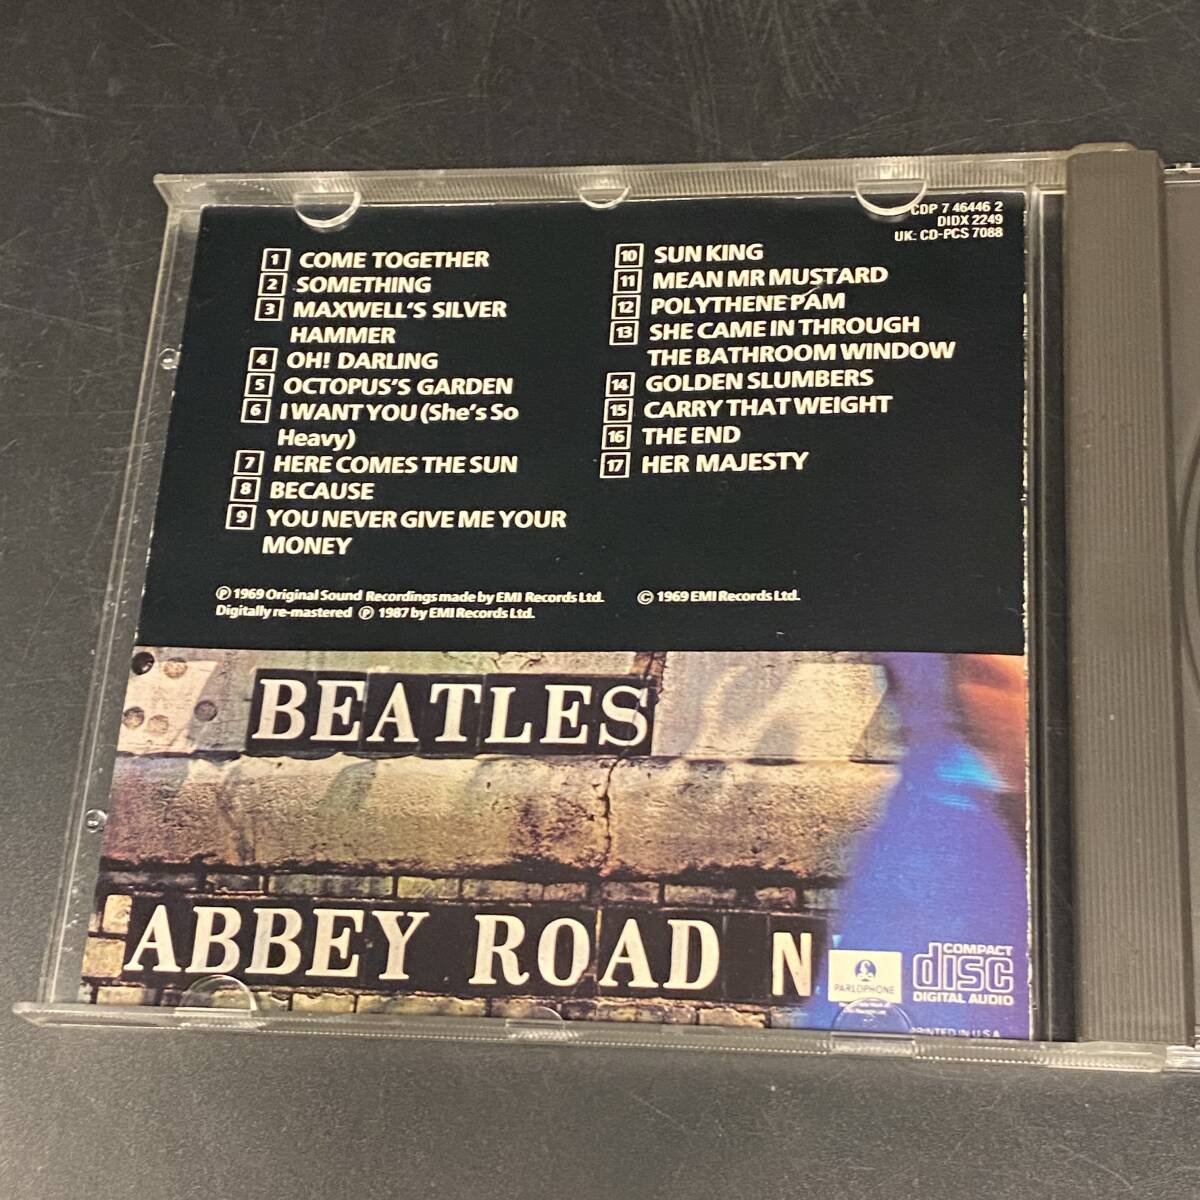 CDP 7 46446 2
DIDX 2249
UK: CD-PCS 7088
1 COME TOGETHER
2 SOMETHING
3 MAXWELL'S SILVER
HAMMER
4 OH! DARLING
5 OCTOPUS'S GARDEN
6 I WANT YOU (She's So
Heavy)
7 HERE COMES THE SUN
8 BECAUSE
9 YOU NEVER GIVE ME YOUR
MONEY
10 SUN KING
11 MEAN MR MUSTARD
12 POLYTHENE PAM
13 SHE CAME IN THROUGH
THE BATHROOM WINDOW
14 GOLDEN SLUMBERS
15 CARRY THAT WEIGHT
16 THE END
17 HER MAJESTY
Ⓟ 1969 Original Sound Recordings made by EMI Records Ltd. © 1969 EMI Records Ltd.
Digitally re-mastered Ⓟ 1987 by EMI Records Ltd.
BEATLES
ABBEY ROAD N
£
PARLOPHONE
COMPACT
disc
DIGITAL AUDIO
PRINTED IN U.S.A.